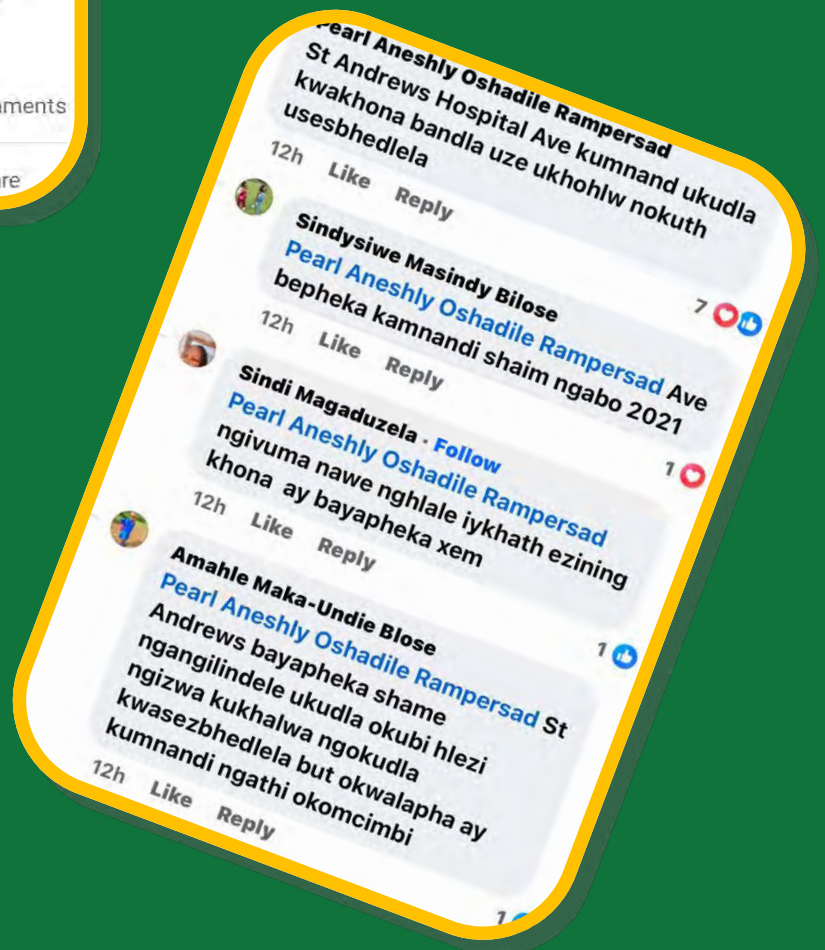 mments
re
Pearl Aneshly Oshadile Rampersad
St Andrews Hospital Ave kumnand ukudla
kwakhona bandla uze ukhohlw nokuth
usesbhedlela
12h Like Reply
7
Sindysiwe Masindy Bilose
Pearl Aneshly Oshadile Rampersad Ave
bepheka kamnandi shaim ngabo 2021
12h Like Reply
1
Sindi Magaduzela · Follow
Pearl Aneshly Oshadile Rampersad
ngivuma nawe nghlale iykhath ezining
khona ay bayapheka xem
12h Like Reply
1
Amahle Maka-Undie Blose
Pearl Aneshly Oshadile Rampersad St
Andrews bayapheka shame
ngangilindele ukudla okubi hlezi
ngizwa kukhalwa ngokudla
kwasezbhedlela but okwalapha ay
kumnandi ngathi okomcimbi
12h Like Reply
1